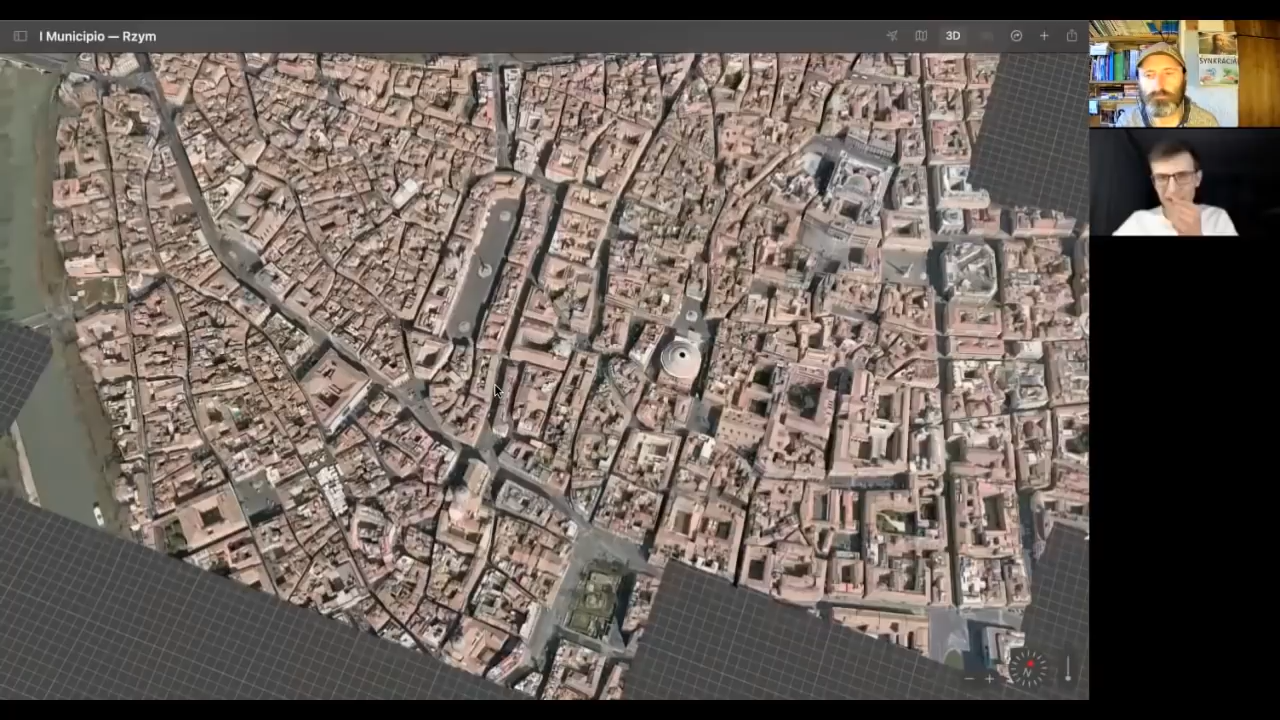 I Municipio — Rzym
3D
SYNKRACJA
N